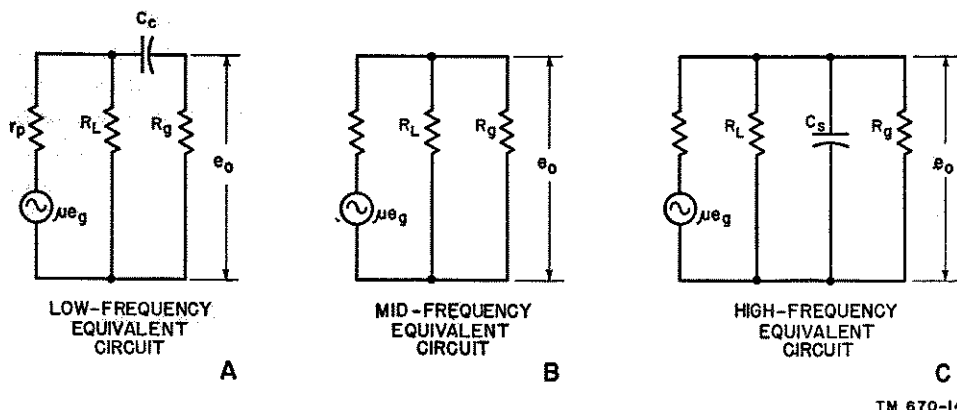 Cc
rp
RL
Rg
eo
μeg
LOW-FREQUENCY
EQUIVALENT
CIRCUIT
A
RL
Rg
eo
μeg
MID-FREQUENCY
EQUIVALENT
CIRCUIT
B
RL
Cs
Rg
eo
μeg
HIGH-FREQUENCY
EQUIVALENT
CIRCUIT
C
TM 670-14